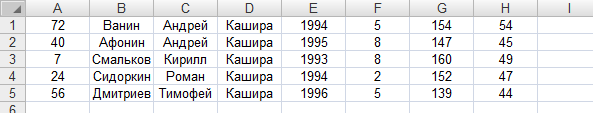 A B C D E F G H I
1 72 Ванин Андрей Кашира 1994 5 154 54
2 40 Афонин Андрей Кашира 1995 8 147 45
3 7 Смальков Кирилл Кашира 1993 8 160 49
4 24 Сидоркин Роман Кашира 1994 2 152 47
5 56 Дмитриев Тимофей Кашира 1996 5 139 44
6